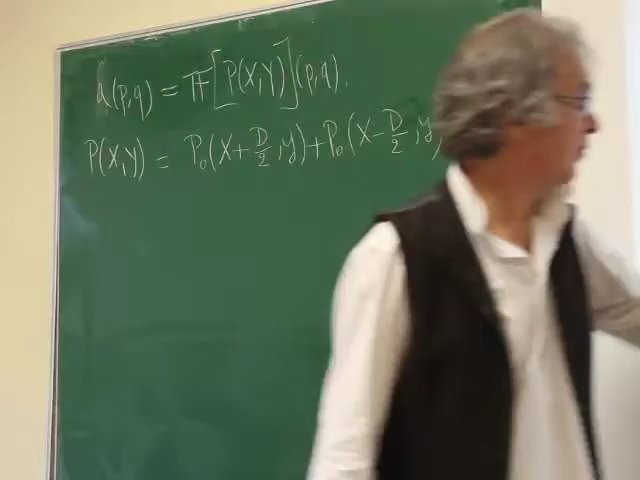 a(p,q) = TF[P(X,Y)](p,q).
P(X,Y) = P₀(X+D/2,y)+P₀(X-D/2,y)